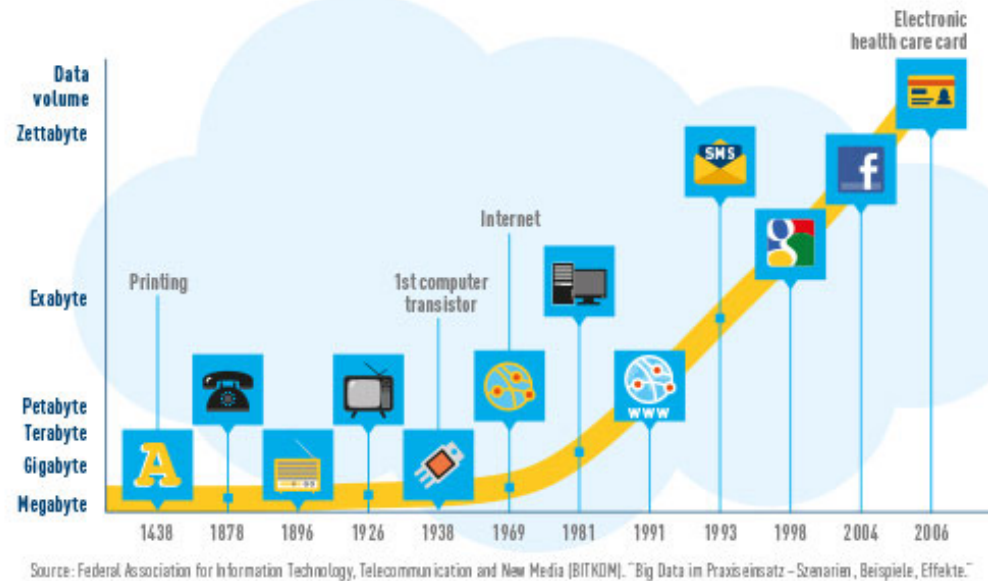 Electronic
health care card
Data
volume
Zettabyte
SMS
f
g
Internet
Printing
1st computer
transistor
Exabyte
Petabyte
Terabyte
Gigabyte
Megabyte
A
WWW
1438 1878 1896 1926 1938 1969 1981 1991 1993 1998 2004 2006
Source: Federal Association for Information Technology, Telecommunication and New Media (BITKOM). "Big Data im Praxiseinsatz – Szenarien, Beispiele, Effekte."